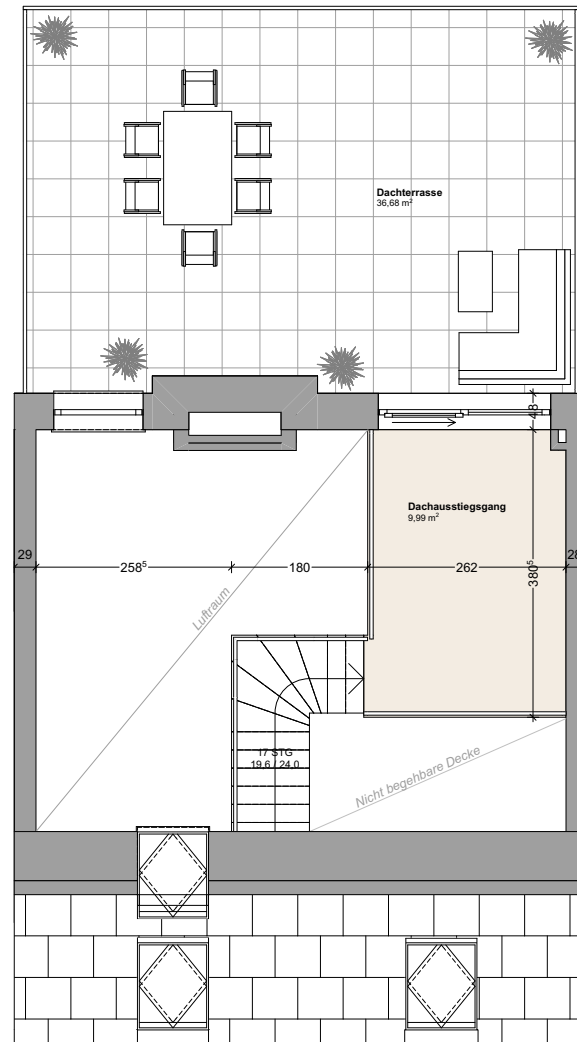 Dachterrasse
36,68 m²
48
Dachausstiegsgang
9,99 m²
29
258⁵
180
262
380⁵
28
Luftraum
17 STG
19,6 / 24,0
Nicht begehbare Decke